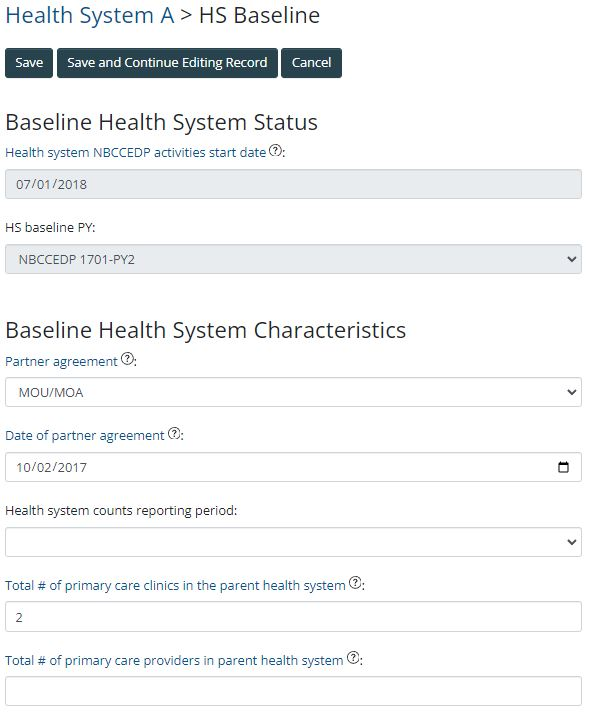 Health System A > HS Baseline
Save Save and Continue Editing Record Cancel
Baseline Health System Status
Health system NBCCEDP activities start date ?:
07/01/2018
HS baseline PY:
NBCCEDP 1701-PY2
Baseline Health System Characteristics
Partner agreement ?:
MOU/MOA
Date of partner agreement ?:
10/02/2017
Health system counts reporting period:
Total # of primary care clinics in the parent health system ?:
2
Total # of primary care providers in parent health system ?: